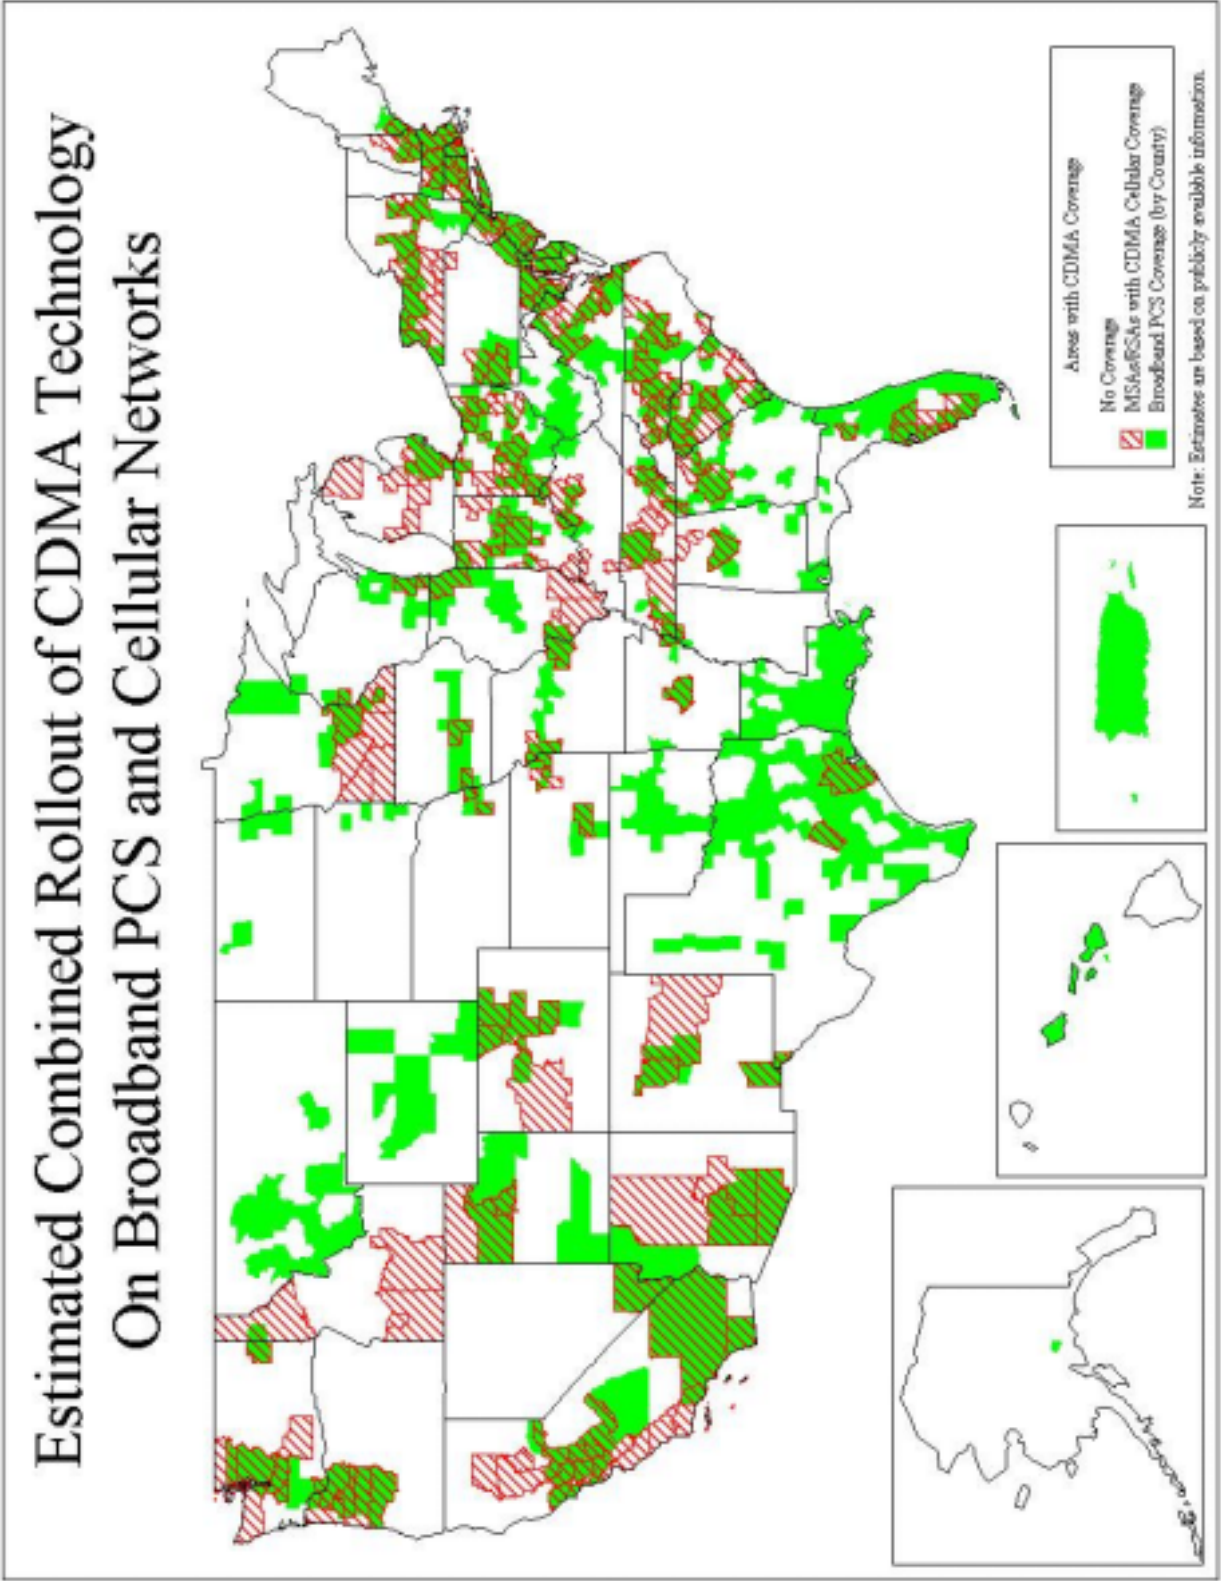 Estimated Combined Rollout of CDMA Technology
On Broadband PCS and Cellular Networks
Areas with CDMA Coverage
No Coverage
MSAs/RSAs with CDMA Cellular Coverage
Broadband PCS Coverage (by County)
Note: Estimates are based on publicly available information.